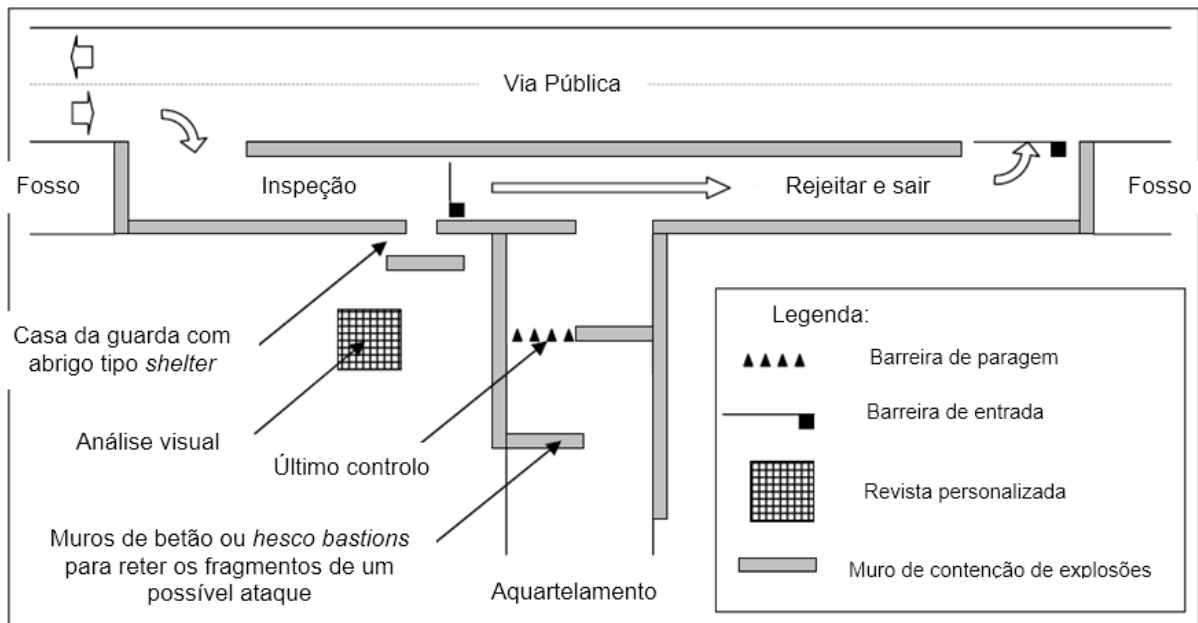 Via Pública
Fosso
Inspeção
Rejeitar e sair
Fosso
Casa da guarda com
abrigo tipo shelter
Análise visual
Último controlo
Muros de betão ou hesco bastions
para reter os fragmentos de um
possível ataque
Aquartelamento
Legenda:
Barreira de paragem
Barreira de entrada
Revista personalizada
Muro de contenção de explosões